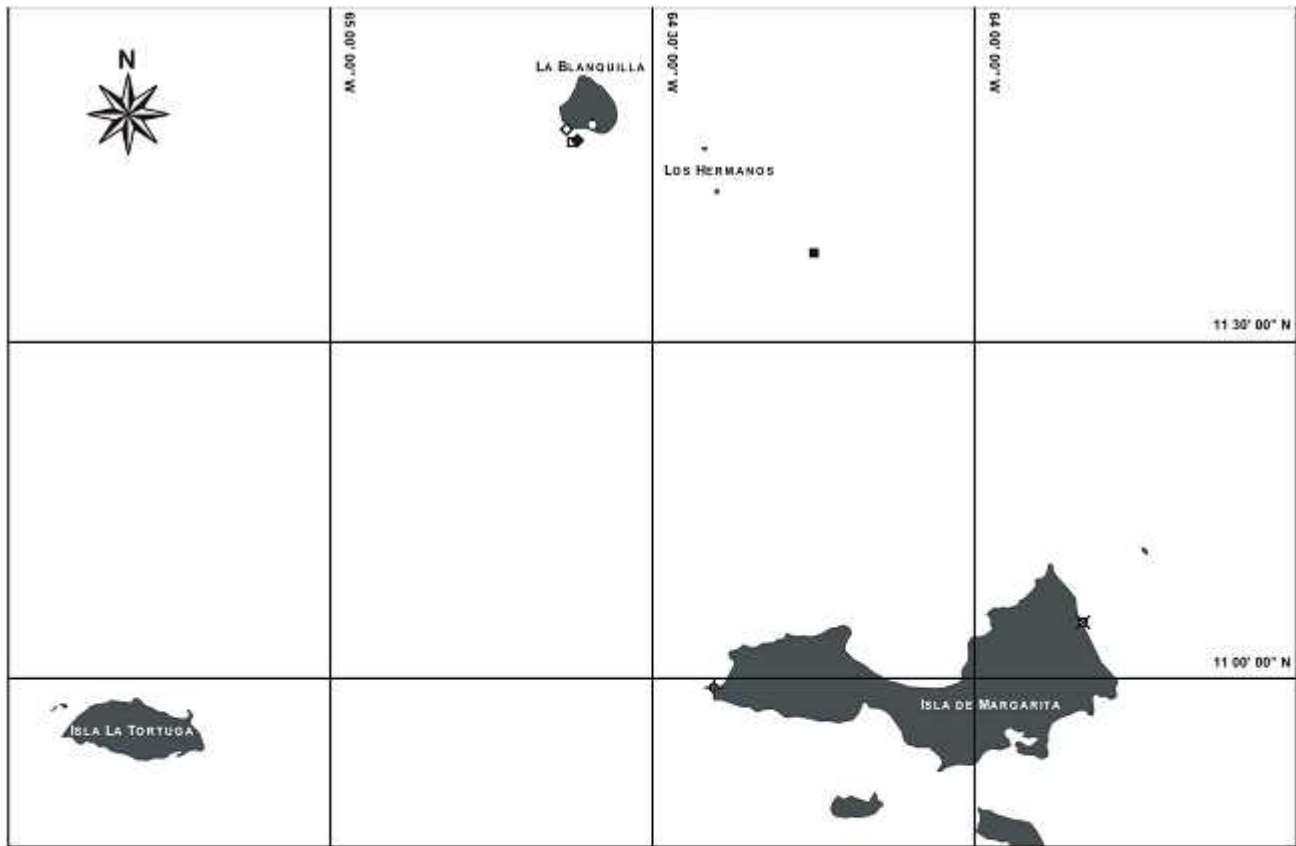 N
LA BLANQUILLA
65 00' 00" W
64 30' 00" W
64 00' 00" W
LOS HERMANOS
11 30' 00" N
11 00' 00" N
ISLA LA TORTUGA
ISLA DE MARGARITA